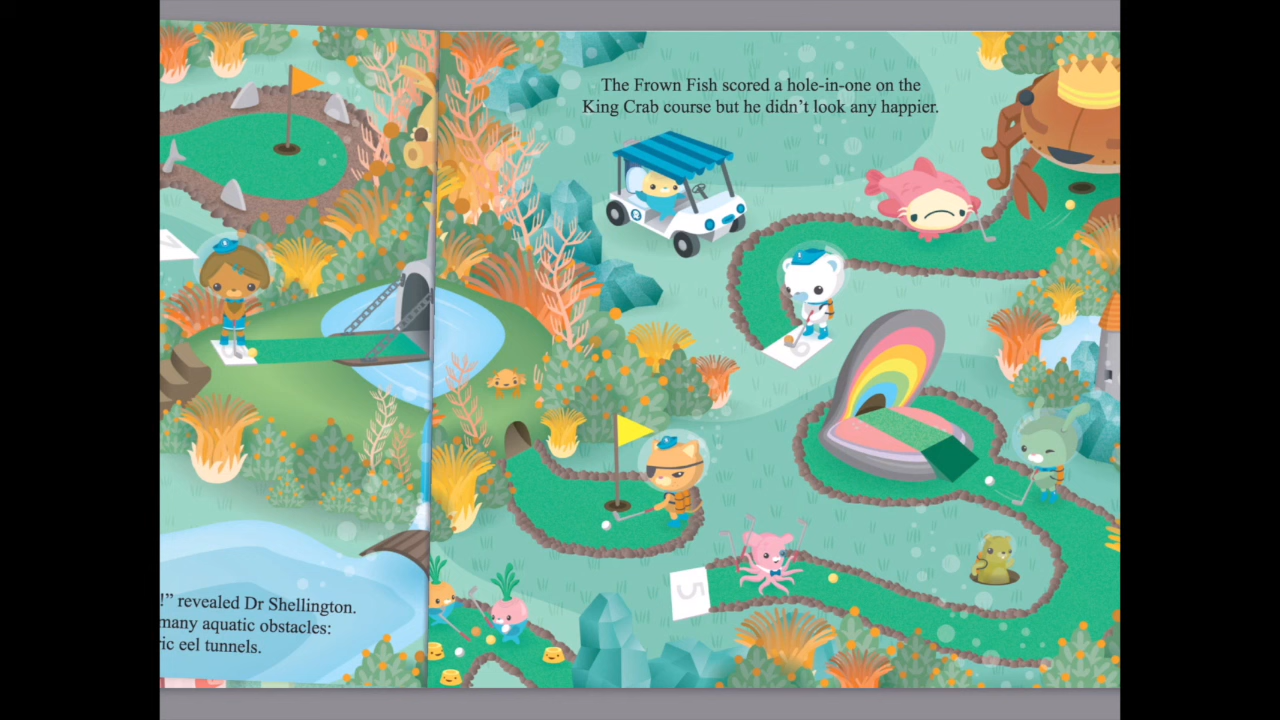 The Frown Fish scored a hole-in-one on the
King Crab course but he didn't look any happier.
R
6
5
!" revealed Dr Shellington.
many aquatic obstacles:
ric eel tunnels.